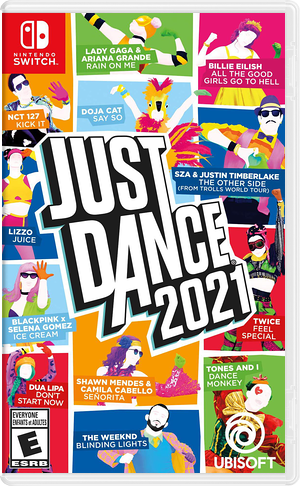 NINTENDO
SWITCH™
LADY GAGA &
ARIANA GRANDE
RAIN ON ME
BILLIE EILISH
ALL THE GOOD
GIRLS GO TO HELL
NCT 127
KICK IT
DOJA CAT
SAY SO
SZA & JUSTIN TIMBERLAKE
THE OTHER SIDE
(FROM TROLLS WORLD TOUR)
JUST
DANCE
2021
LIZZO
JUICE
BLACKPINK X
SELENA GOMEZ
ICE CREAM
TWICE
FEEL
SPECIAL
DUA LIPA
DON'T
START NOW
SHAWN MENDES &
CAMILA CABELLO
SEÑORITA
TONES AND I
DANCE
MONKEY
THE WEEKND
BLINDING LIGHTS
EVERYONE
ENFANTS et ADULTES
E
ESRB
UBISOFT